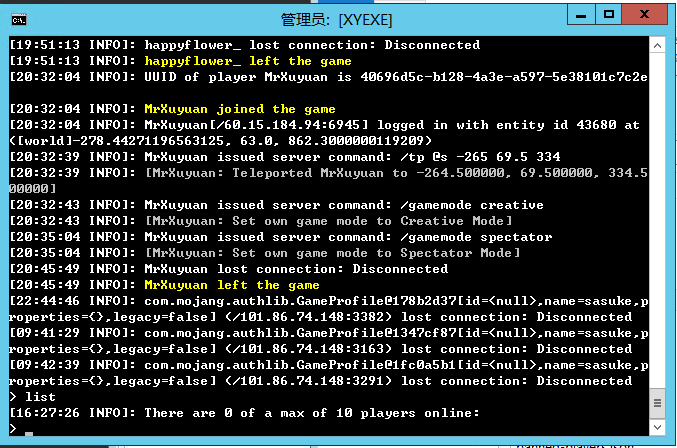 管理员: [XYEXE]
[19:51:13 INFO]: happyflower_ lost connection: Disconnected
[19:51:13 INFO]: happyflower_ left the game
[20:32:04 INFO]: UUID of player MrXuyuan is 40696d5c-b128-4a3e-a597-5e38101c7c2e
[20:32:04 INFO]: MrXuyuan joined the game
[20:32:04 INFO]: MrXuyuan[/60.15.184.94:6945] logged in with entity id 43680 at
([world]-278.44271196563125, 63.0, 862.3000000119209)
[20:32:39 INFO]: MrXuyuan issued server command: /tp @s -265 69.5 334
[20:32:39 INFO]: [MrXuyuan: Teleported MrXuyuan to -264.500000, 69.500000, 334.5
00000]
[20:32:43 INFO]: MrXuyuan issued server command: /gamemode creative
[20:32:43 INFO]: [MrXuyuan: Set own game mode to Creative Mode]
[20:35:04 INFO]: MrXuyuan issued server command: /gamemode spectator
[20:35:04 INFO]: [MrXuyuan: Set own game mode to Spectator Mode]
[20:45:49 INFO]: MrXuyuan lost connection: Disconnected
[20:45:49 INFO]: MrXuyuan left the game
[22:44:46 INFO]: com.mojang.authlib.GameProfile@178b2d37[id=<null>,name=sasuke,p
roperties={},legacy=false] (/101.86.74.148:3382) lost connection: Disconnected
[09:41:29 INFO]: com.mojang.authlib.GameProfile@1347cf87[id=<null>,name=sasuke,p
roperties={},legacy=false] (/101.86.74.148:3163) lost connection: Disconnected
[09:42:39 INFO]: com.mojang.authlib.GameProfile@1fc0a5b1[id=<null>,name=sasuke,p
roperties={},legacy=false] (/101.86.74.148:3291) lost connection: Disconnected
> list
[16:27:26 INFO]: There are 0 of a max of 10 players online:
>